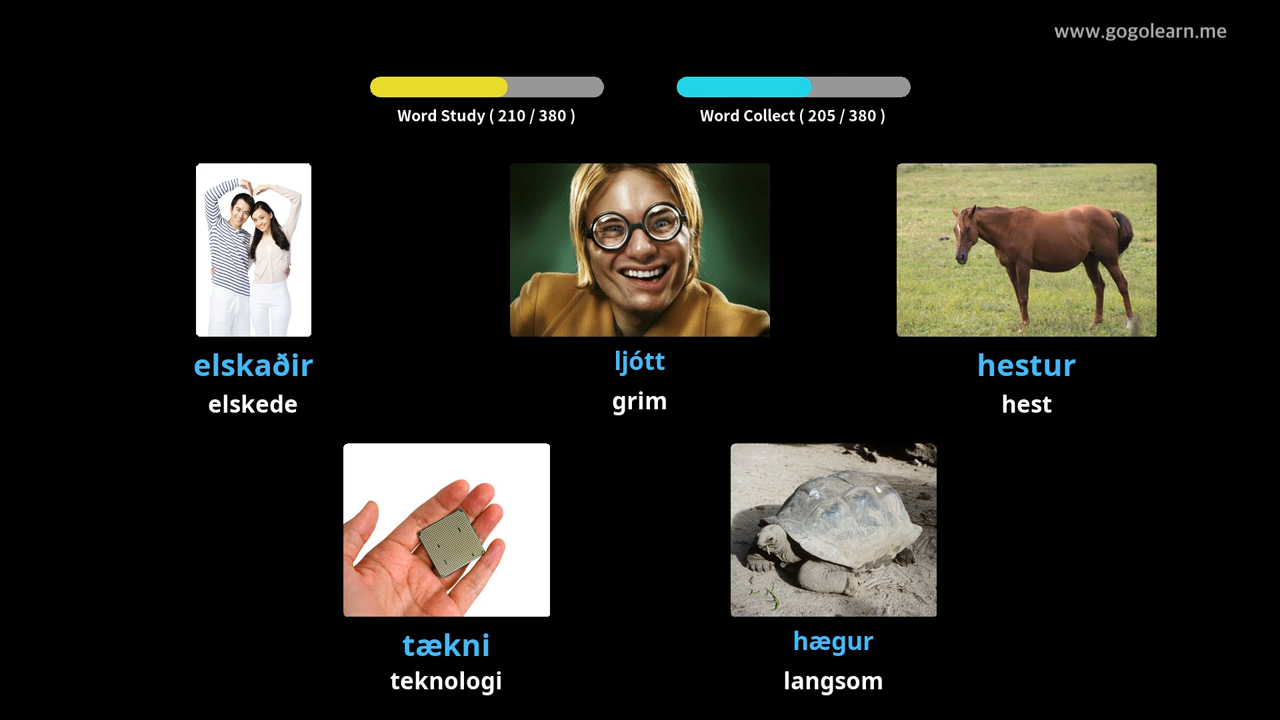 www.gogolearn.me
Word Study ( 210 / 380 )
Word Collect ( 205 / 380 )
elskaðir
elskede
ljótt
grim
hestur
hest
tækni
teknologi
hægur
langsom